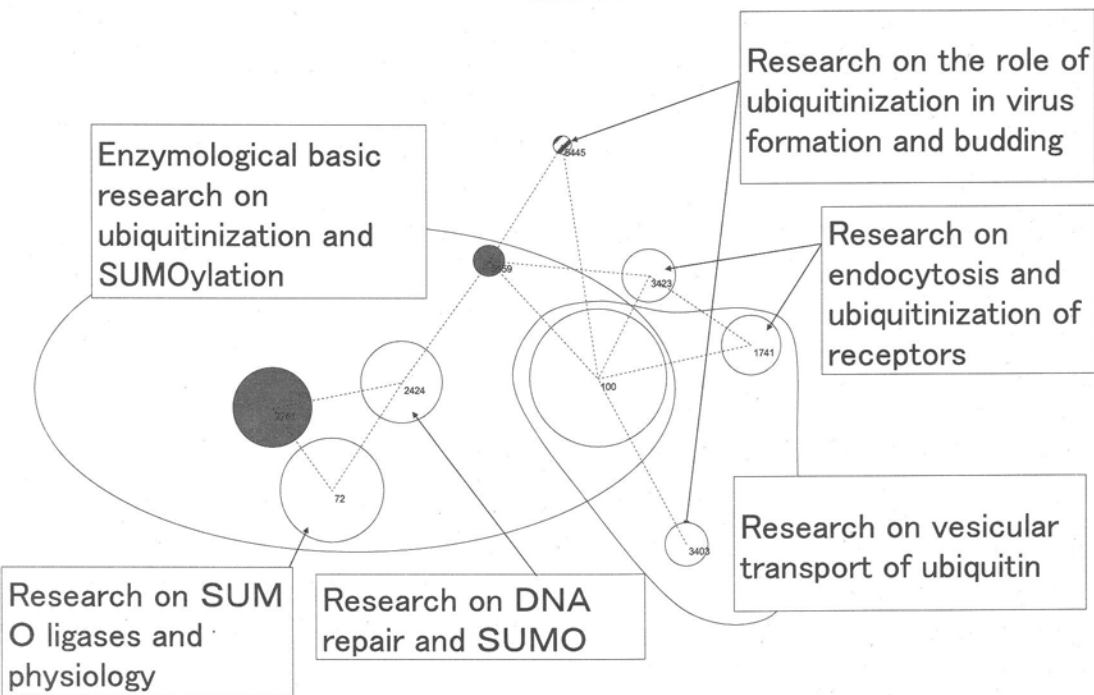 Research on the role of
ubiquitinization in virus
formation and budding
Enzymological basic
research on
ubiquitinization and
SUMOylation
Research on
endocytosis and
ubiquitinization of
receptors
3423
1741
100
2424
72
3403
Research on vesicular
transport of ubiquitin
Research on SUM
O ligases and
physiology
Research on DNA
repair and SUMO